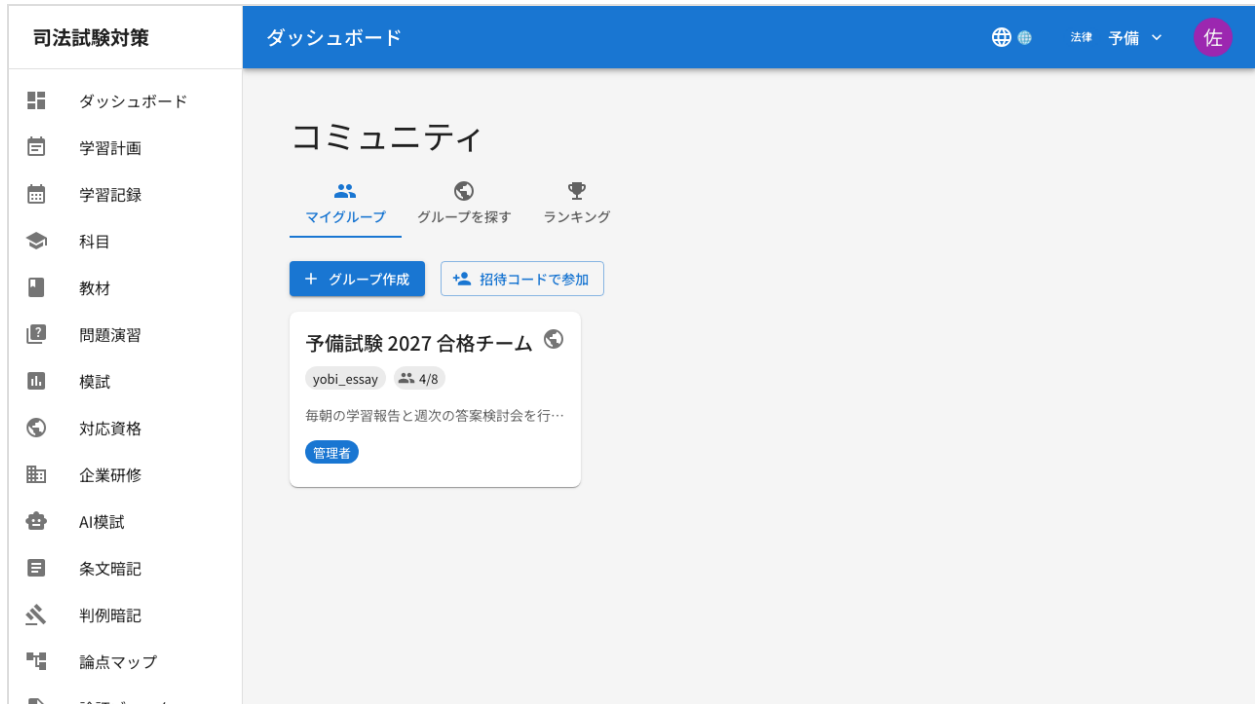 司法試験対策
ダッシュボード
法律 予備
佐
ダッシュボード
学習計画
学習記録
科目
教材
問題演習
模試
対応資格
企業研修
AI模試
条文暗記
判例暗記
論点マップ
コミュニティ
マイグループ
グループを探す
ランキング
+ グループ作成
招待コードで参加
予備試験 2027 合格チーム
yobi_essay
4/8
毎朝の学習報告と週次の答案検討会を行…
管理者